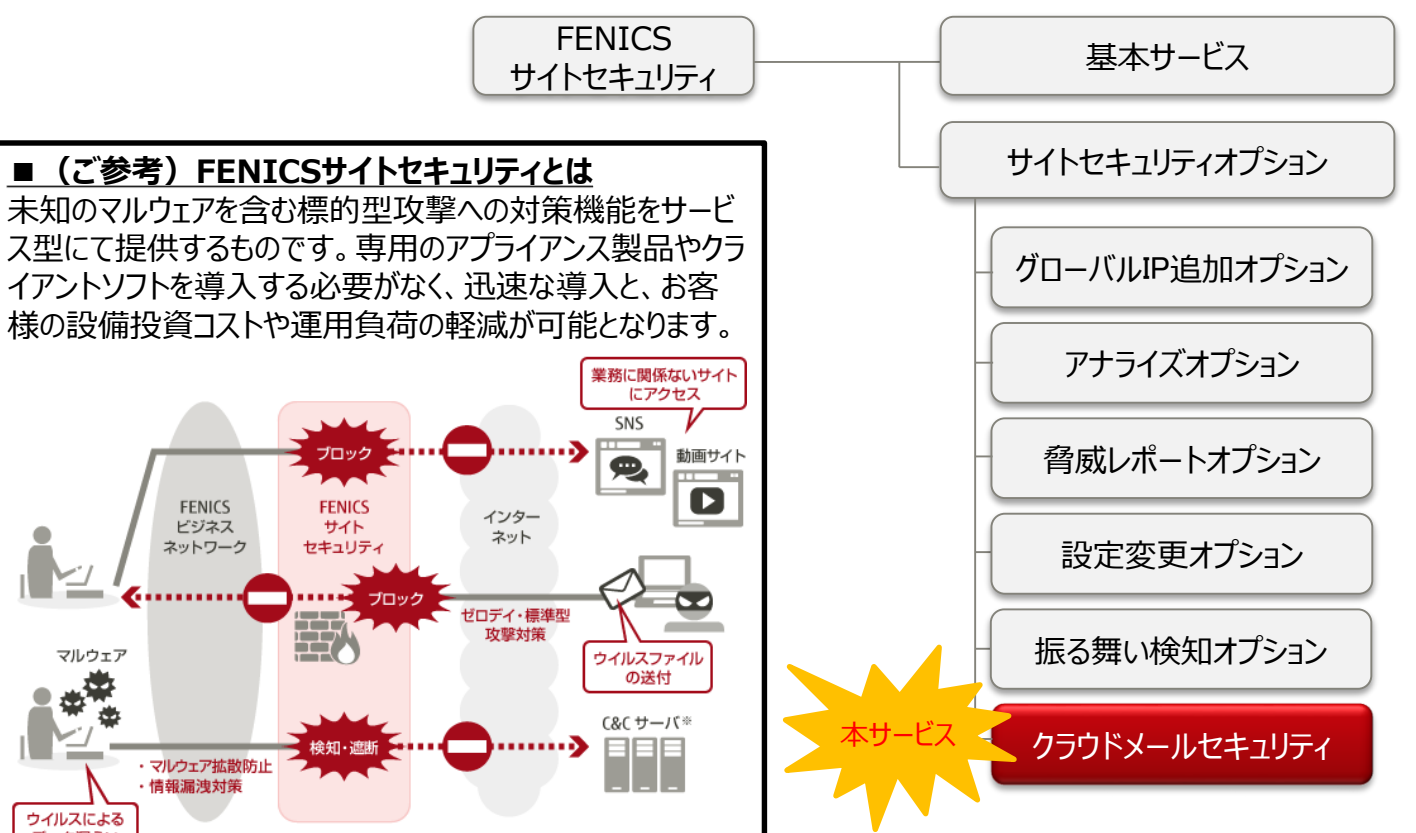 FENICS
サイトセキュリティ
基本サービス
サイトセキュリティオプション
グローバルIP追加オプション
アナライズオプション
脅威レポートオプション
設定変更オプション
振る舞い検知オプション
本サービス
クラウドメールセキュリティ
■（ご参考）FENICSサイトセキュリティとは
未知のマルウェアを含む標的型攻撃への対策機能をサービ
ス型にて提供するものです。専用のアプライアンス製品やクラ
イアントソフトを導入する必要がなく、迅速な導入と、お客
様の設備投資コストや運用負荷の軽減が可能となります。
業務に関係ないサイト
にアクセス
SNS
動画サイト
ブロック
FENICS
ビジネス
ネットワーク
FENICS
サイト
セキュリティ
インター
ネット
ブロック
ゼロデイ・標準型
攻撃対策
ウイルスファイル
の送付
マルウェア
検知・遮断
C&C サーバ※
・マルウェア拡散防止
・情報漏洩対策
ウイルスによる